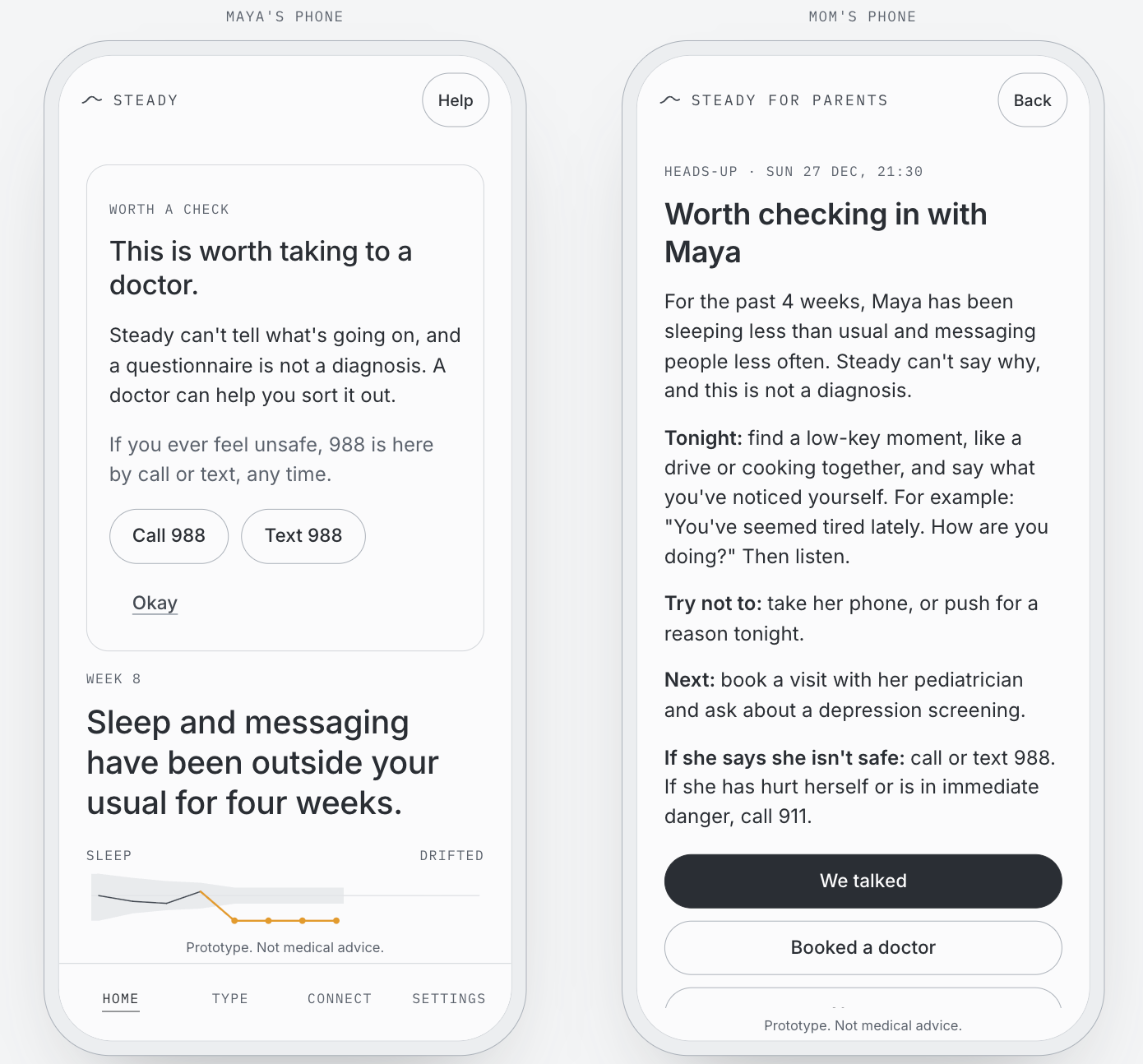 MAYA'S PHONE
STEADY
Help
WORTH A CHECK
This is worth taking to a
doctor.
Steady can't tell what's going on, and
a questionnaire is not a diagnosis. A
doctor can help you sort it out.
If you ever feel unsafe, 988 is here
by call or text, any time.
Call 988
Text 988
Okay
WEEK 8
Sleep and messaging
have been outside your
usual for four weeks.
SLEEP
DRIFTED
Prototype. Not medical advice.
HOME
TYPE
CONNECT
SETTINGS
MOM'S PHONE
STEADY FOR PARENTS
Back
HEADS-UP · SUN 27 DEC, 21:30
Worth checking in with
Maya
For the past 4 weeks, Maya has been
sleeping less than usual and messaging
people less often. Steady can't say why,
and this is not a diagnosis.
Tonight: find a low-key moment, like a
drive or cooking together, and say what
you've noticed yourself. For example:
"You've seemed tired lately. How are you
doing?" Then listen.
Try not to: take her phone, or push for a
reason tonight.
Next: book a visit with her pediatrician
and ask about a depression screening.
If she says she isn't safe: call or text 988.
If she has hurt herself or is in immediate
danger, call 911.
We talked
Booked a doctor
Prototype. Not medical advice.